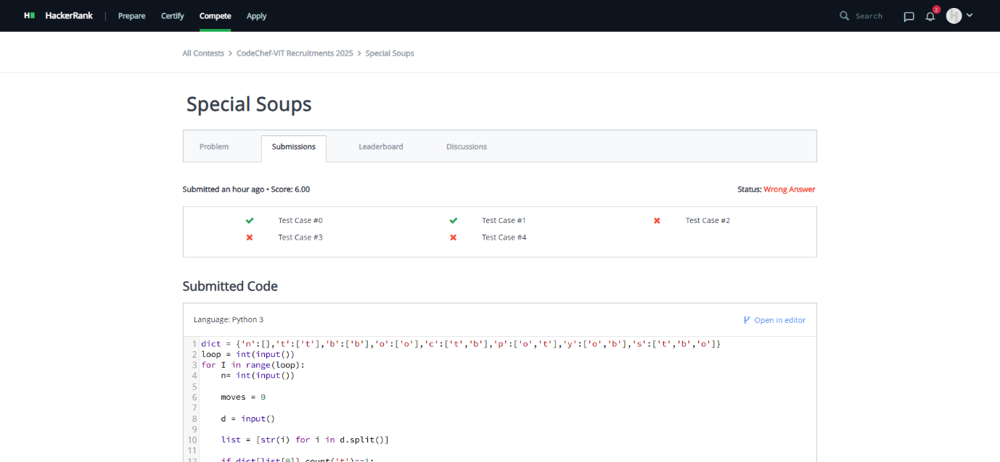 HackerRank | Prepare Certify Compete Apply Search 2
All Contests > CodeChef-VIT Recruitments 2025 > Special Soups
Special Soups
Problem Submissions Leaderboard Discussions
Submitted an hour ago • Score: 6.00 Status: Wrong Answer
Test Case #0 Test Case #1 Test Case #2
Test Case #3 Test Case #4
Submitted Code
Language: Python 3 Open in editor
1 dict = {'n':[],'t':['t'],'b':['b'],'o':['o'],'c':['t','b'],'p':['o','t'],'y':['o','b'],'s':['t','b','o']}
2 loop = int(input())
3 for I in range(loop):
4     n= int(input())
5
6     moves = 0
7
8     d = input()
9
10     list = [str(i) for i in d.split()]
11
12     if dict[list[0]].count('t')==1: